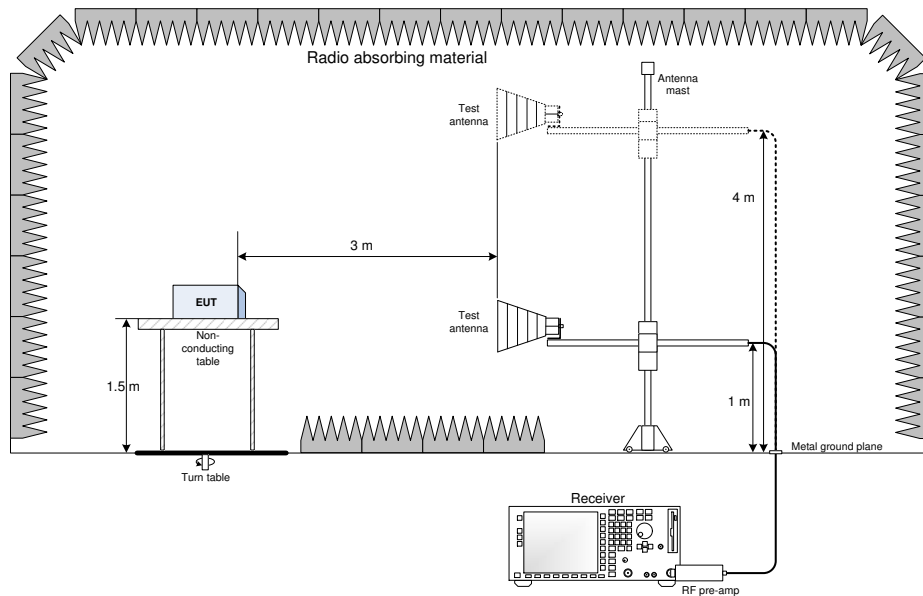 Radio absorbing material
Test
antenna
Antenna
mast
4 m
3 m
EUT
Test
antenna
Non-
conducting
table
1.5 m
1 m
Metal ground plane
Turn table
Receiver
RF pre-amp